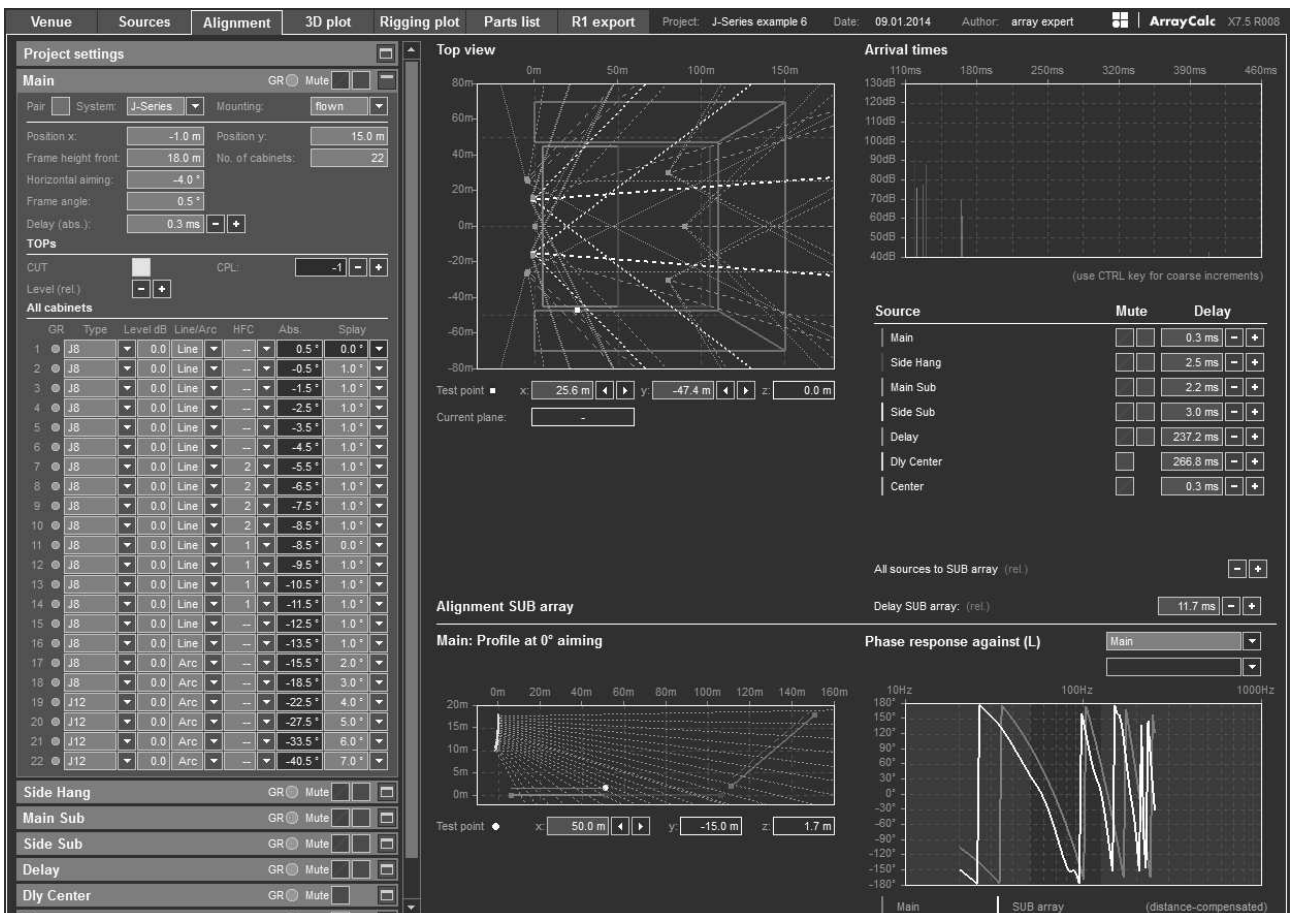 Venue Sources Alignment 3D plot Rigging plot Parts list R1 export Project: J-Series example 6 Date: 09.01.2014 Author: array expert ArrayCalc X7.5 R008
Project settings
Main GR Mute
Pair System: J-Series Mounting: flown
Position x: -1.0 m Position y: 15.0 m
Frame height front: 18.0 m No. of cabinets: 22
Horizontal aiming: -4.0 °
Frame angle: 0.5 °
Delay (abs.): 0.3 ms - +
TOPs
CUT CPL: -1 - +
Level (rel.) - +
All cabinets
GR Type Level dB Line/Arc HFC Abs. Splay
1 J8 0.0 Line -- 0.5 ° 0.0 °
2 J8 0.0 Line -- -0.5 ° 1.0 °
3 J8 0.0 Line -- -1.5 ° 1.0 °
4 J8 0.0 Line -- -2.5 ° 1.0 °
5 J8 0.0 Line -- -3.5 ° 1.0 °
6 J8 0.0 Line -- -4.5 ° 1.0 °
7 J8 0.0 Line 2 -5.5 ° 1.0 °
8 J8 0.0 Line 2 -6.5 ° 1.0 °
9 J8 0.0 Line 2 -7.5 ° 1.0 °
10 J8 0.0 Line 2 -8.5 ° 1.0 °
11 J8 0.0 Line 1 -8.5 ° 0.0 °
12 J8 0.0 Line 1 -9.5 ° 1.0 °
13 J8 0.0 Line 1 -10.5 ° 1.0 °
14 J8 0.0 Line 1 -11.5 ° 1.0 °
15 J8 0.0 Line -- -12.5 ° 1.0 °
16 J8 0.0 Line -- -13.5 ° 1.0 °
17 J8 0.0 Arc -- -15.5 ° 2.0 °
18 J8 0.0 Arc -- -18.5 ° 3.0 °
19 J12 0.0 Arc -- -22.5 ° 4.0 °
20 J12 0.0 Arc -- -27.5 ° 5.0 °
21 J12 0.0 Arc -- -33.5 ° 6.0 °
22 J12 0.0 Arc -- -40.5 ° 7.0 °
Side Hang GR Mute
Main Sub GR Mute
Side Sub GR Mute
Delay GR Mute
Dly Center GR Mute
Top view
0m 50m 100m 150m
80m
60m
40m
20m
0m
-20m
-40m
-60m
-80m
Test point x: 25.6 m y: -47.4 m z: 0.0 m
Current plane: -
Alignment SUB array
Main: Profile at 0° aiming
0m 20m 40m 60m 80m 100m 120m 140m 160m
20m
15m
10m
5m
0m
Test point x: 50.0 m y: -15.0 m z: 1.7 m
Arrival times
110ms 180ms 250ms 320ms 390ms 460ms
130dB
120dB
110dB
100dB
90dB
80dB
70dB
60dB
50dB
40dB
(use CTRL key for coarse increments)
Source Mute Delay
Main 0.3 ms - +
Side Hang 2.5 ms - +
Main Sub 2.2 ms - +
Side Sub 3.0 ms - +
Delay 237.2 ms - +
Dly Center 266.8 ms - +
Center 0.3 ms - +
All sources to SUB array (rel.) - +
Delay SUB array: (rel.) 11.7 ms - +
Phase response against (L) Main
10Hz 100Hz 1000Hz
180°
150°
120°
90°
60°
30°
0°
-30°
-60°
-90°
-120°
-150°
-180°
Main SUB array (distance-compensated)